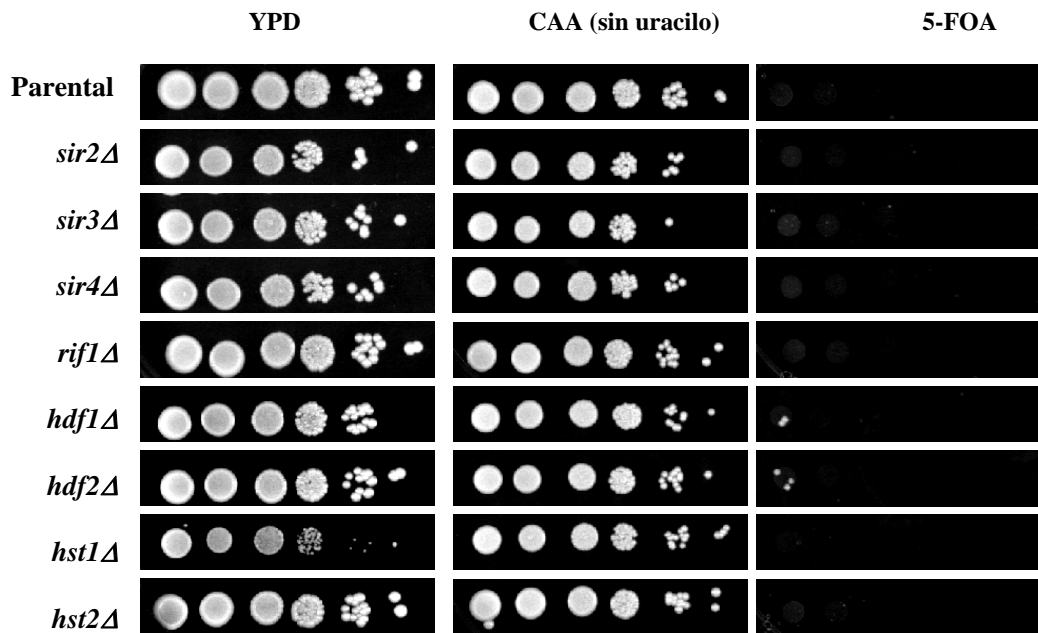 YPD CAA (sin uracilo) 5-FOA
Parental
sir2Δ
sir3Δ
sir4Δ
rif1Δ
hdf1Δ
hdf2Δ
hst1Δ
hst2Δ